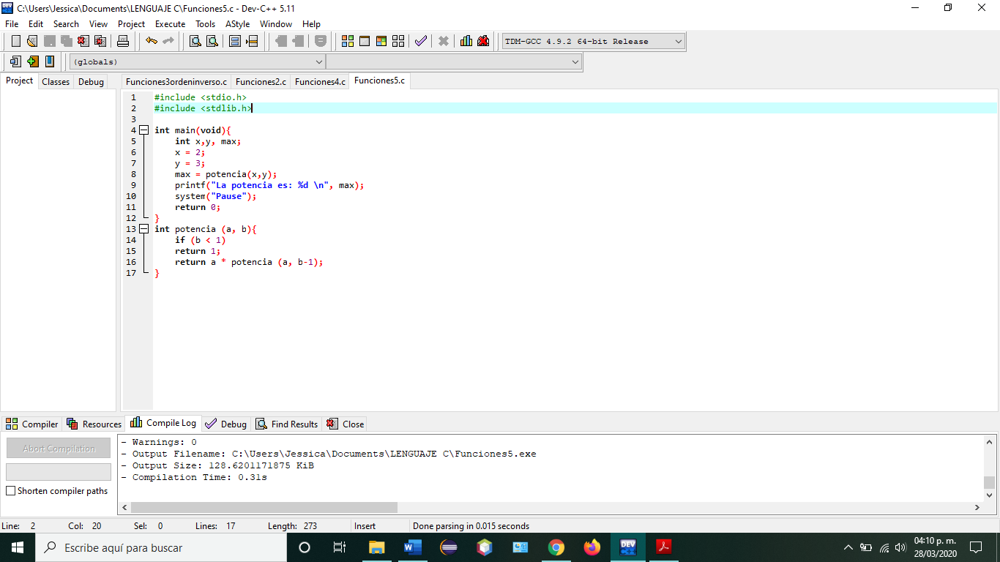 C:\Users\Jessica\Documents\LENGUAJE C\Funciones5.c - Dev-C++ 5.11
File Edit Search View Project Execute Tools AStyle Window Help
TDM-GCC 4.9.2 64-bit Release
(globals)
Project Classes Debug Funciones3ordeninverso.c Funciones2.c Funciones4.c Funciones5.c
1 #include <stdio.h>
2 #include <stdlib.h>
3
4 int main(void){
5 int x,y, max;
6 x = 2;
7 y = 3;
8 max = potencia(x,y);
9 printf("La potencia es: %d \n", max);
10 system("Pause");
11 return 0;
12 }
13 int potencia (a, b){
14 if (b < 1)
15 return 1;
16 return a * potencia (a, b-1);
17 }
Compiler Resources Compile Log Debug Find Results Close
Abort Compilation
Shorten compiler paths
- Warnings: 0
- Output Filename: C:\Users\Jessica\Documents\LENGUAJE C\Funciones5.exe
- Output Size: 128.6201171875 KiB
- Compilation Time: 0.31s
Line: 2 Col: 20 Sel: 0 Lines: 17 Length: 273 Insert Done parsing in 0.015 seconds
Escribe aquí para buscar
DEV
04:10 p. m.
28/03/2020